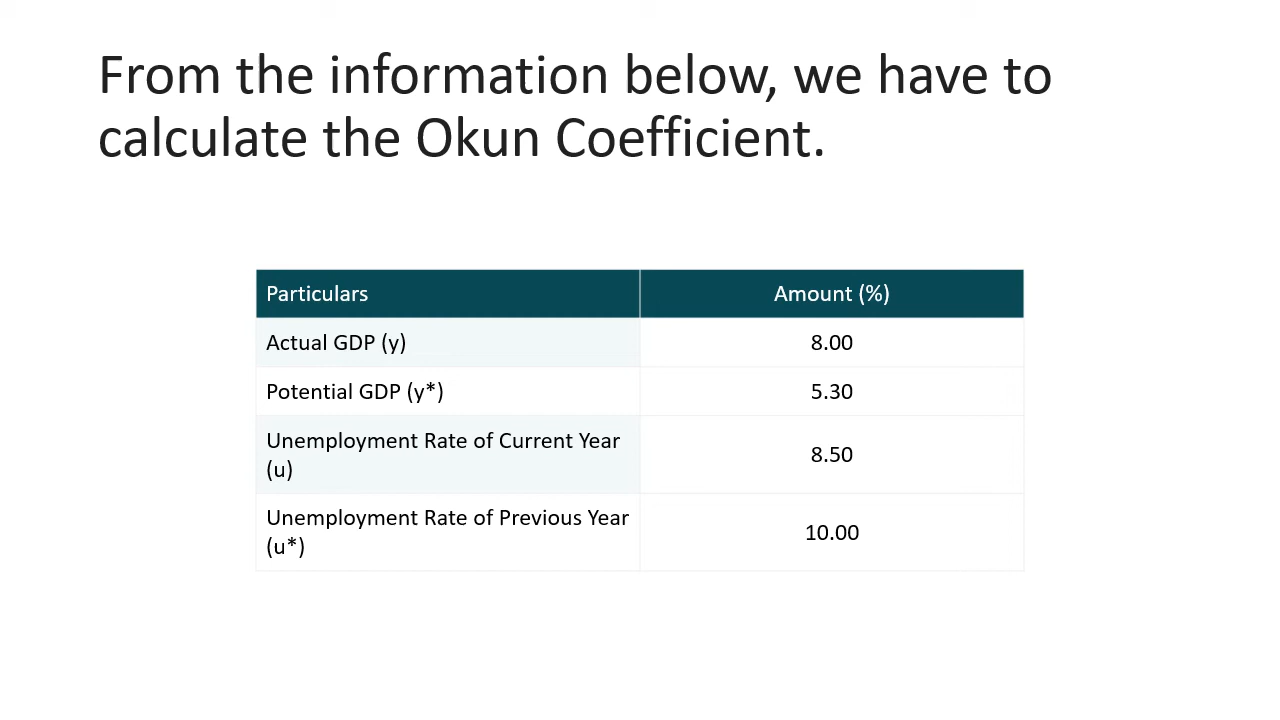 From the information below, we have to
calculate the Okun Coefficient.
Particulars Amount (%)
Actual GDP (y) 8.00
Potential GDP (y*) 5.30
Unemployment Rate of Current Year
(u) 8.50
Unemployment Rate of Previous Year
(u*) 10.00